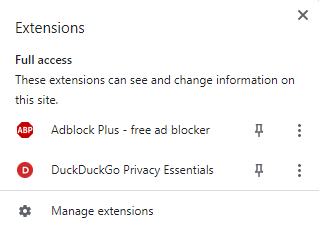 Extensions
Full access
These extensions can see and change information on
this site.
ABP Adblock Plus - free ad blocker
D DuckDuckGo Privacy Essentials
Manage extensions